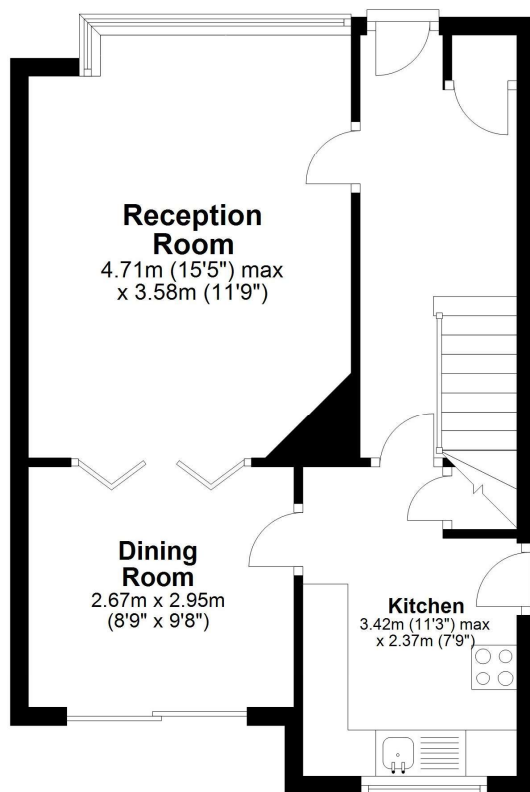 Reception
Room
4.71m (15'5") max
x 3.58m (11'9")
Dining
Room
2.67m x 2.95m
(8'9" x 9'8")
Kitchen
3.42m (11'3") max
x 2.37m (7'9")